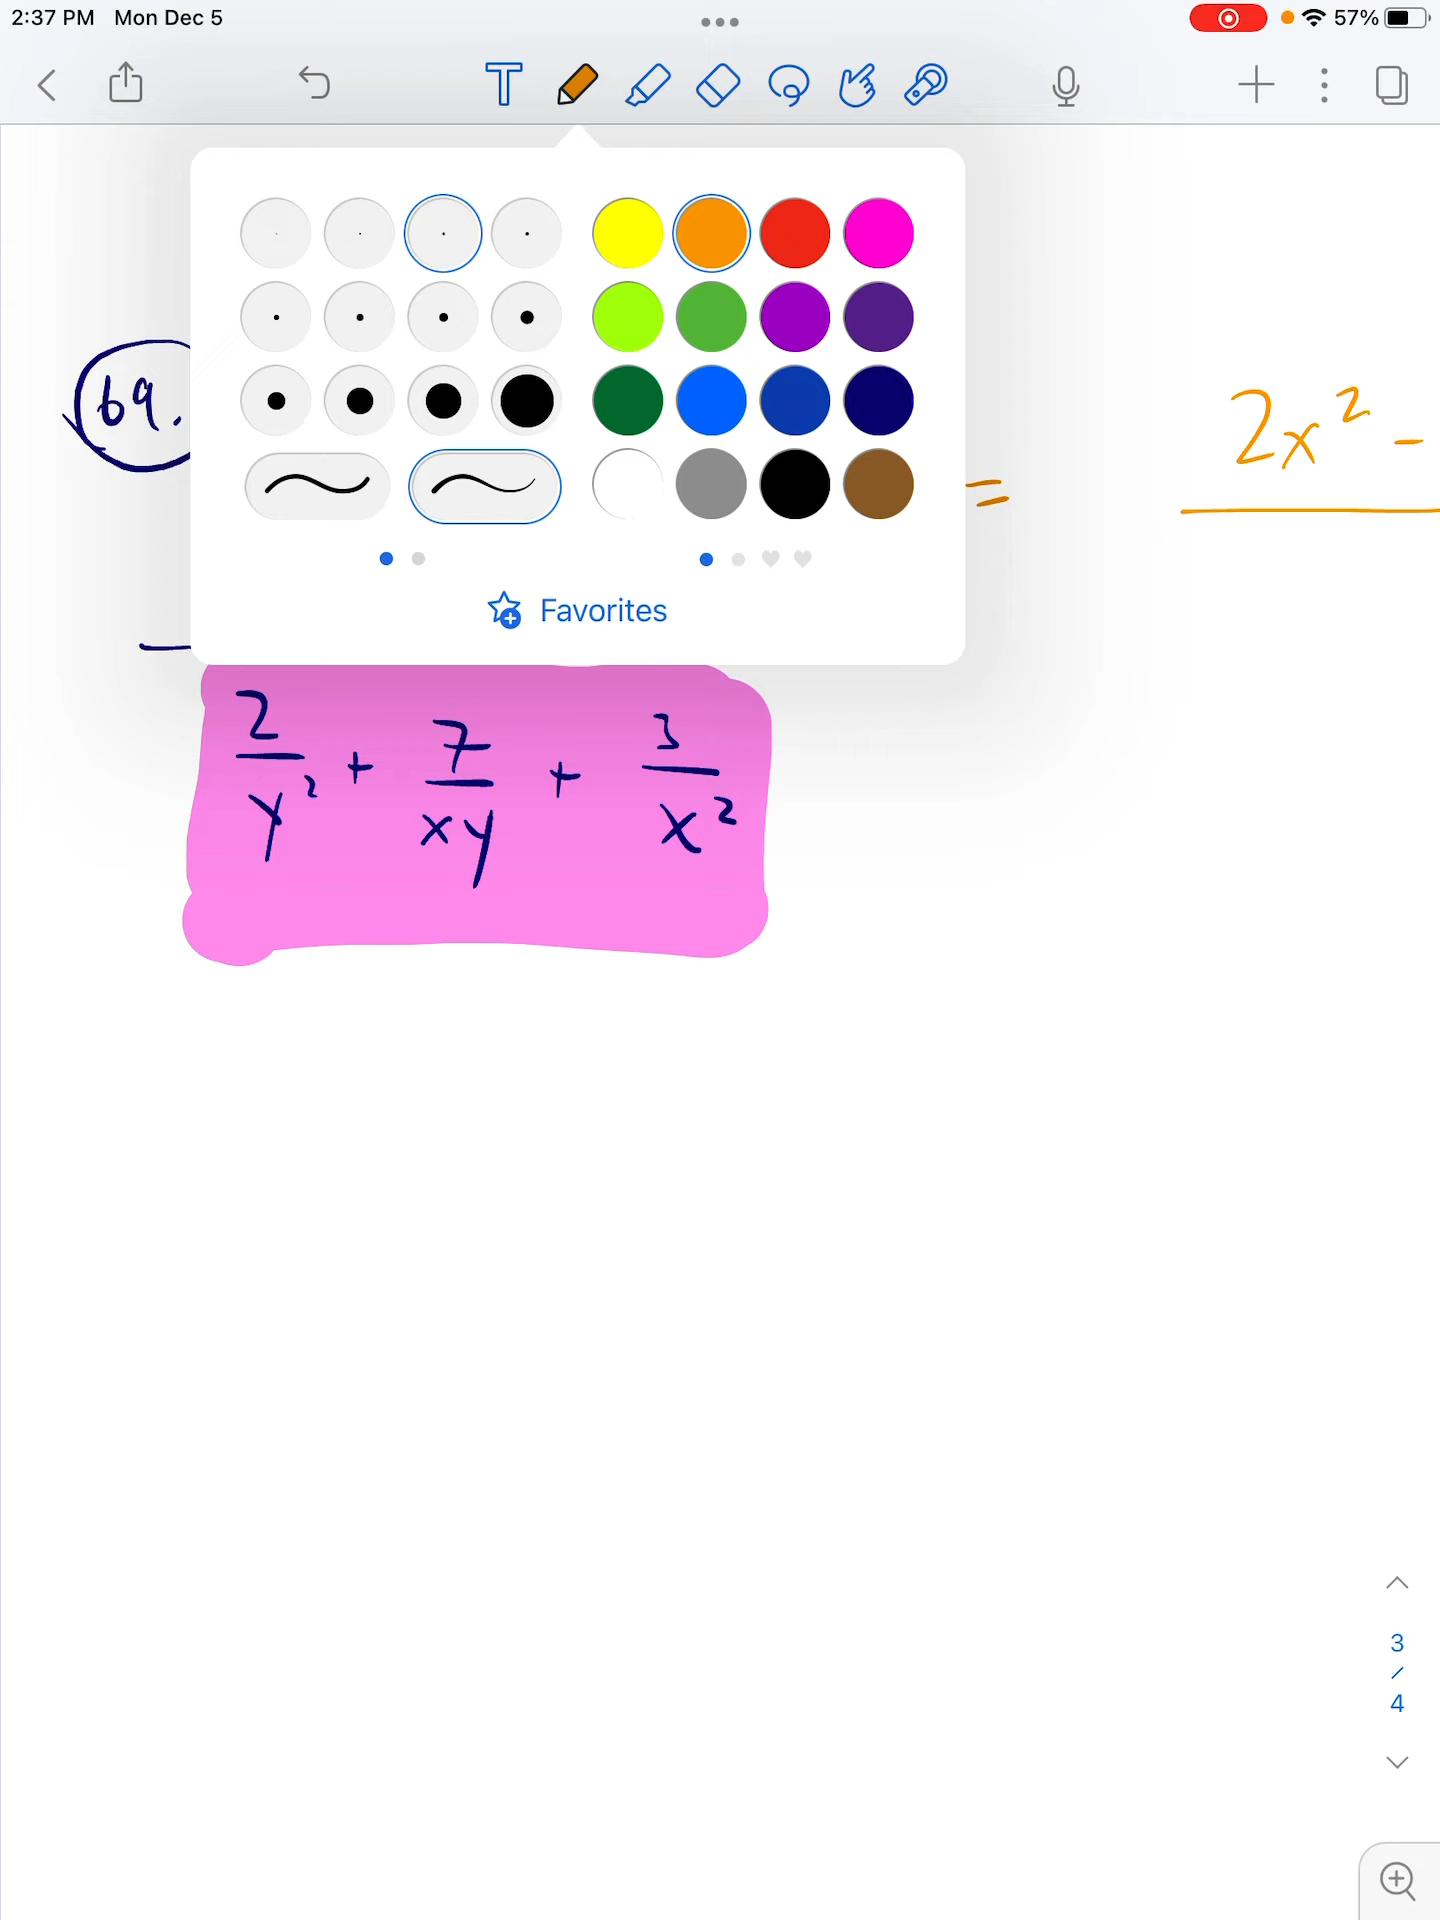 2:37 PM Mon Dec 5 57%
T
69.
2x² -
=
Favorites
2/y² + 7/xy + 3/x²
3
/
4